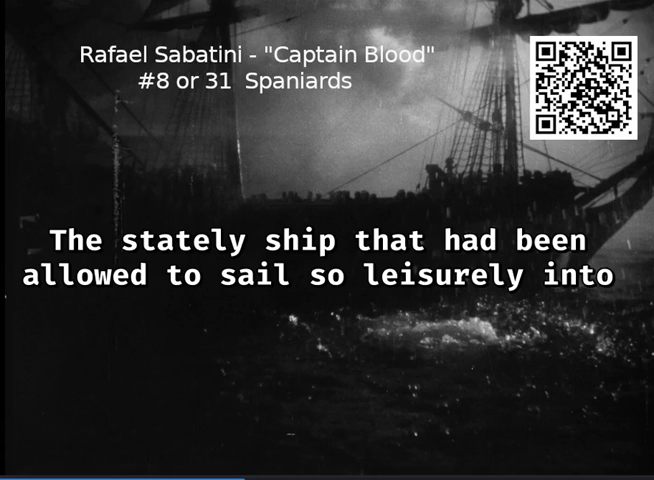 Rafael Sabatini - "Captain Blood"
#8 or 31  Spaniards
The stately ship that had been
allowed to sail so leisurely into